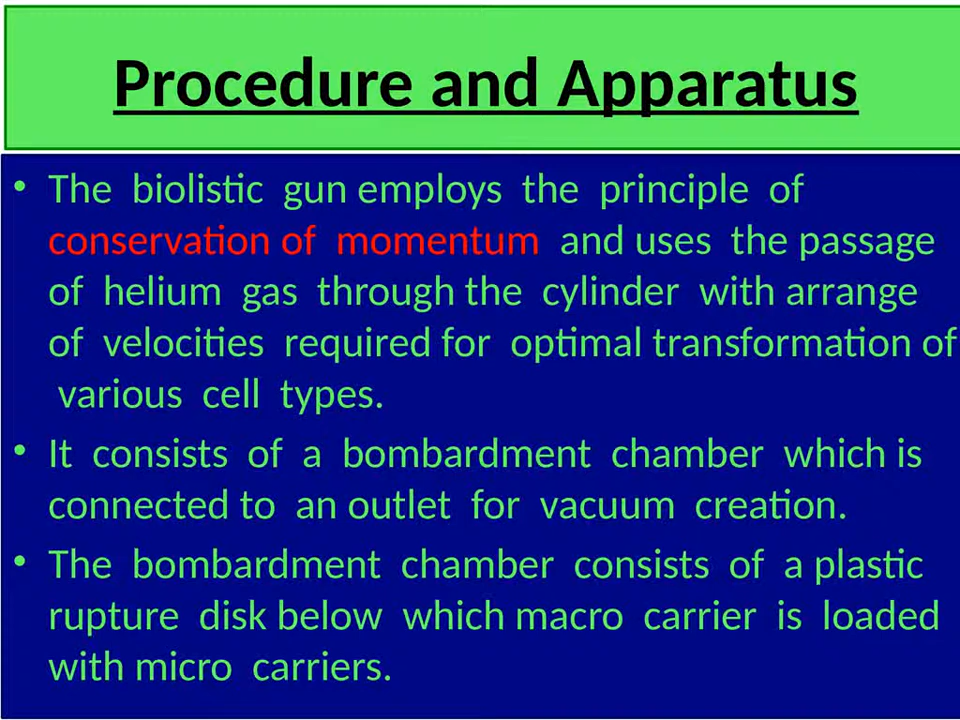 Procedure and Apparatus
• The biolistic gun employs the principle of
conservation of momentum and uses the passage
of helium gas through the cylinder with arrange
of velocities required for optimal transformation of
various cell types.
• It consists of a bombardment chamber which is
connected to an outlet for vacuum creation.
• The bombardment chamber consists of a plastic
rupture disk below which macro carrier is loaded
with micro carriers.